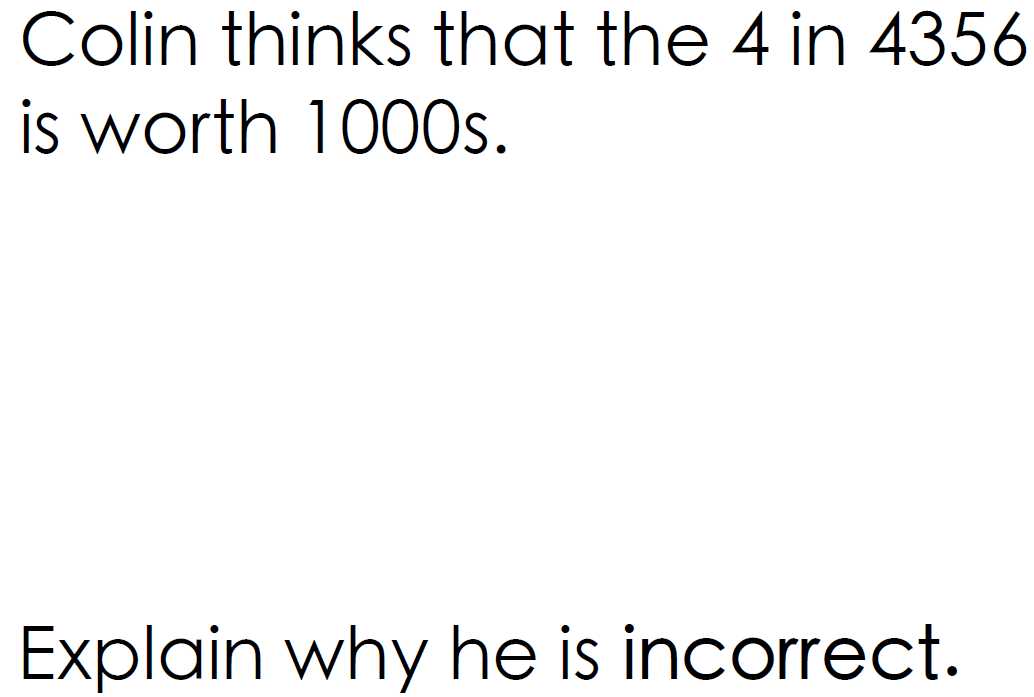 Colin thinks that the 4 in 4356
is worth 1000s.
Explain why he is incorrect.